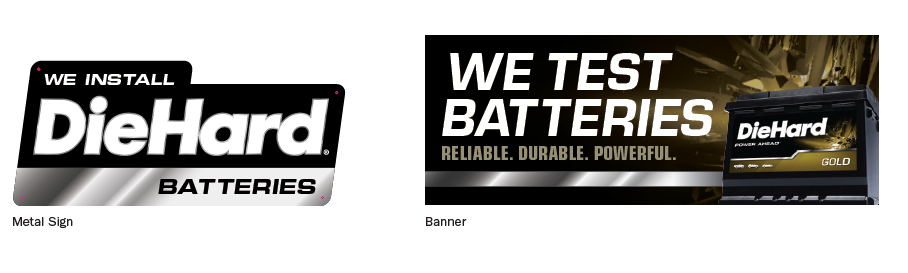 WE INSTALL
DieHard®
BATTERIES
Metal Sign
WE TEST
BATTERIES
RELIABLE. DURABLE. POWERFUL.
DieHard
POWER AHEAD
GOLD
Banner